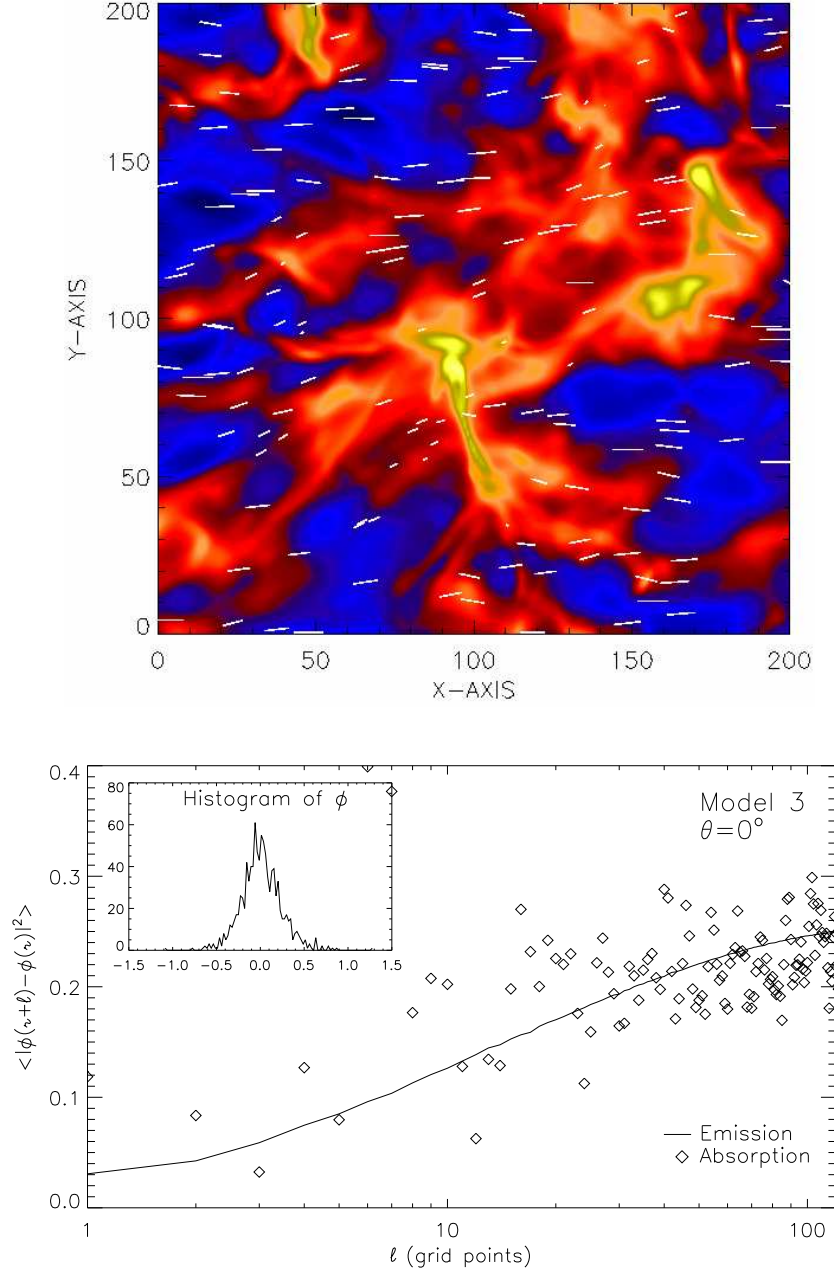 200
150
100
50
0
Y-AXIS
0 50 100 150 200
X-AXIS
0.4
0.3
0.2
0.1
0.0
<|ϕ(r+ℓ)-ϕ(r)|²>
Histogram of ϕ
80
60
40
20
0
-1.5 -1.0 -0.5 0.0 0.5 1.0 1.5
Model 3
θ=0°
Emission
Absorption
1 10 100
ℓ (grid points)